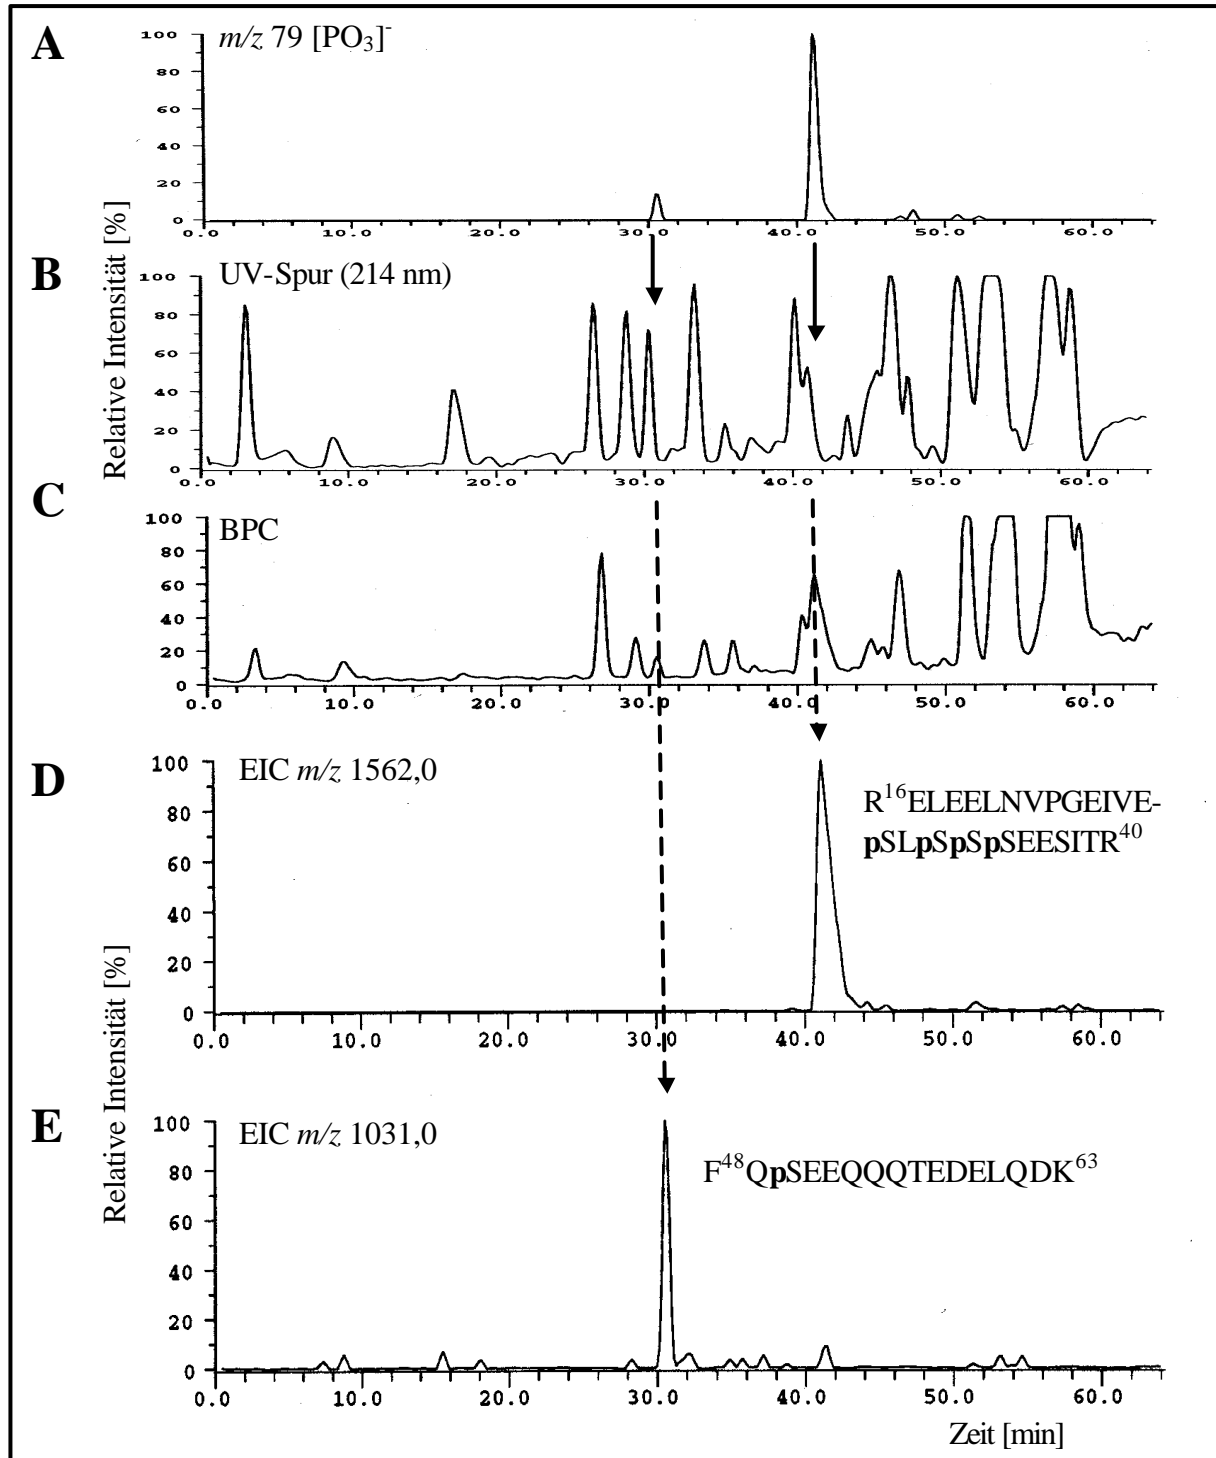 A
m/z 79 [PO₃]⁻
100
80
60
40
20
0
0.0 10.0 20.0 30.0 40.0 50.0 60.0
Relative Intensität [%]
B
UV-Spur (214 nm)
100
80
60
40
20
0
0.0 10.0 20.0 30.0 40.0 50.0 60.0
C
BPC
100
80
60
40
20
0
0.0 10.0 20.0 30.0 40.0 50.0 60.0
D
EIC m/z 1562,0
100
80
60
40
20
0
0.0 10.0 20.0 30.0 40.0 50.0 60.0
R¹⁶ELEELNVPGEIVE-
pSLpSpSpSEESITR⁴⁰
Relative Intensität [%]
E
EIC m/z 1031,0
100
80
60
40
20
0
0.0 10.0 20.0 30.0 40.0 50.0 60.0
F⁴⁸QpSEEQQQTEDELQDK⁶³
Zeit [min]